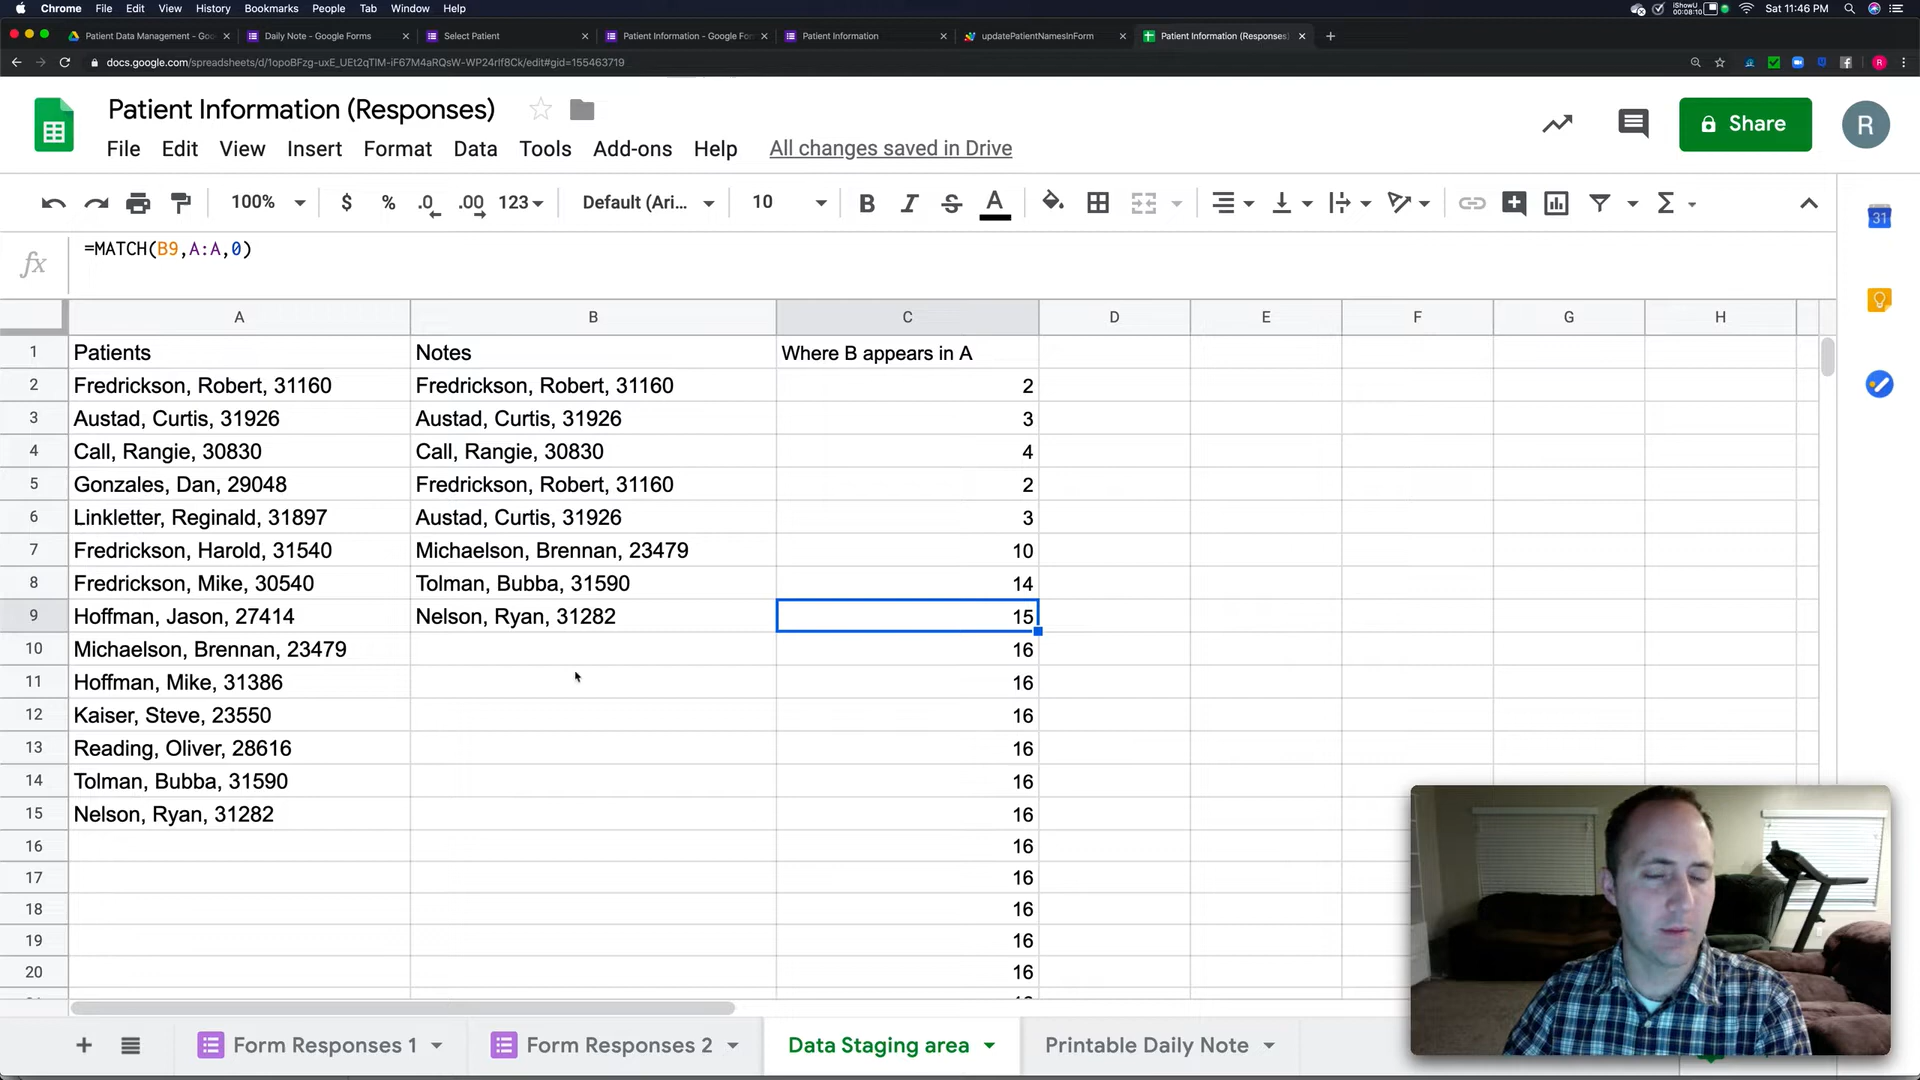 Chrome File Edit View History Bookmarks People Tab Window Help
iShowU
00:08:10
Sat 11:46 PM
Patient Data Management - Goo
Daily Note - Google Forms
Select Patient
Patient Information - Google For
Patient Information
updatePatientNamesInForm
Patient Information (Responses)
Patient Information (Responses)
File Edit View Insert Format Data Tools Add-ons Help All changes saved in Drive
Share
R
100% $ % .0 .00 123 Default (Ari... 10 B I S A
31
fx =MATCH(B9,A:A,0)
A B C D E F G H
1 Patients Notes Where B appears in A
2 Fredrickson, Robert, 31160 Fredrickson, Robert, 31160 2
3 Austad, Curtis, 31926 Austad, Curtis, 31926 3
4 Call, Rangie, 30830 Call, Rangie, 30830 4
5 Gonzales, Dan, 29048 Fredrickson, Robert, 31160 2
6 Linkletter, Reginald, 31897 Austad, Curtis, 31926 3
7 Fredrickson, Harold, 31540 Michaelson, Brennan, 23479 10
8 Fredrickson, Mike, 30540 Tolman, Bubba, 31590 14
9 Hoffman, Jason, 27414 Nelson, Ryan, 31282 15
10 Michaelson, Brennan, 23479 16
11 Hoffman, Mike, 31386 16
12 Kaiser, Steve, 23550 16
13 Reading, Oliver, 28616 16
14 Tolman, Bubba, 31590 16
15 Nelson, Ryan, 31282 16
16 16
17 16
18 16
19 16
20 16
Form Responses 1 Form Responses 2 Data Staging area Printable Daily Note